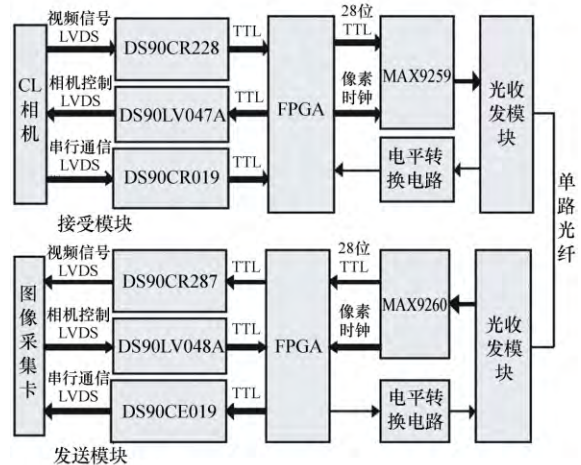 视频信号
LVDS
DS90CR228
TTL
28位
TTL
MAX9259
CL
相
机
相机控制
LVDS
DS90LV047A
TTL
FPGA
像素
时钟
光收
发模
块
串行通信
LVDS
DS90CR019
TTL
电平转
换电路
接受模块
单
路
光
纤
视频信号
LVDS
DS90CR287
TTL
28位
TTL
MAX9260
图
像
采
集
卡
相机控制
LVDS
DS90LV048A
TTL
FPGA
像素
时钟
光收
发模
块
串行通信
LVDS
DS90CE019
TTL
电平转
换电路
发送模块